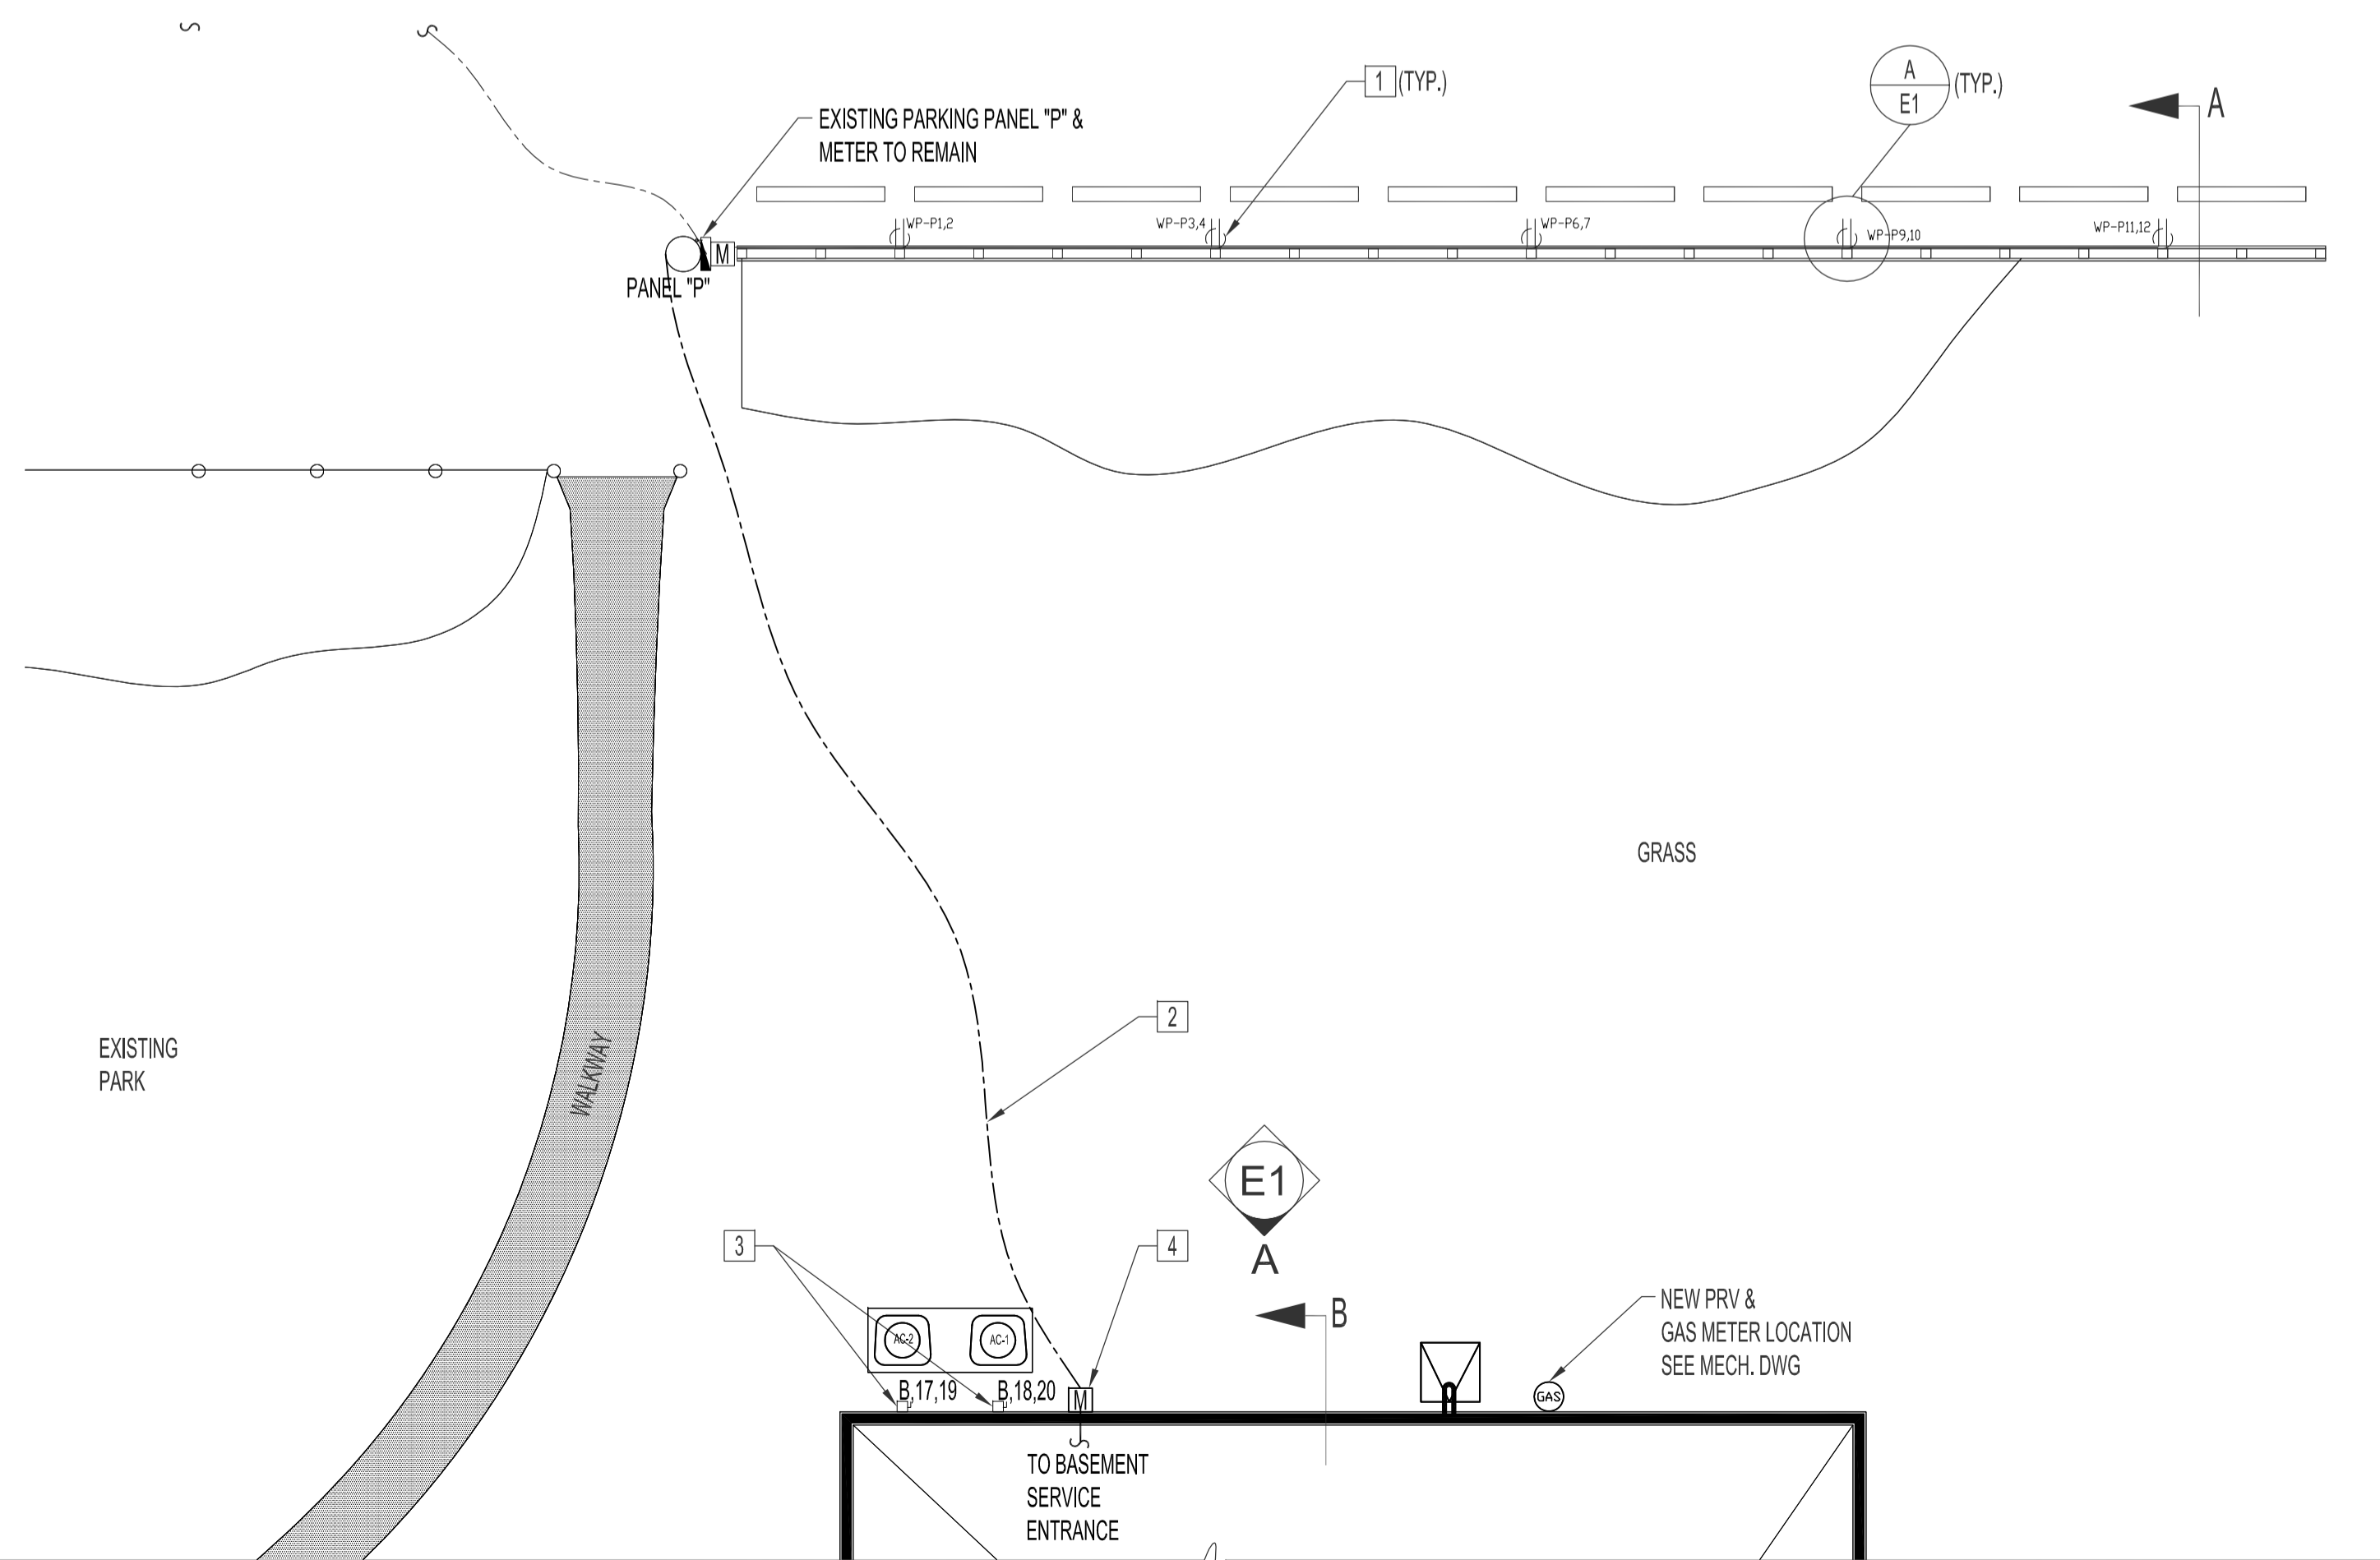 1 (TYP.)
A
E1
(TYP.)
A
EXISTING PARKING PANEL "P" &
METER TO REMAIN
WP-P1,2
WP-P3,4
WP-P6,7
WP-P9,10
WP-P11,12
M
PANEL "P"
GRASS
2
EXISTING
PARK
WALKWAY
E1
A
3
4
B
NEW PRV &
GAS METER LOCATION
SEE MECH. DWG
AC-2
AC-1
B,17,19
B,18,20
M
GAS
TO BASEMENT
SERVICE
ENTRANCE